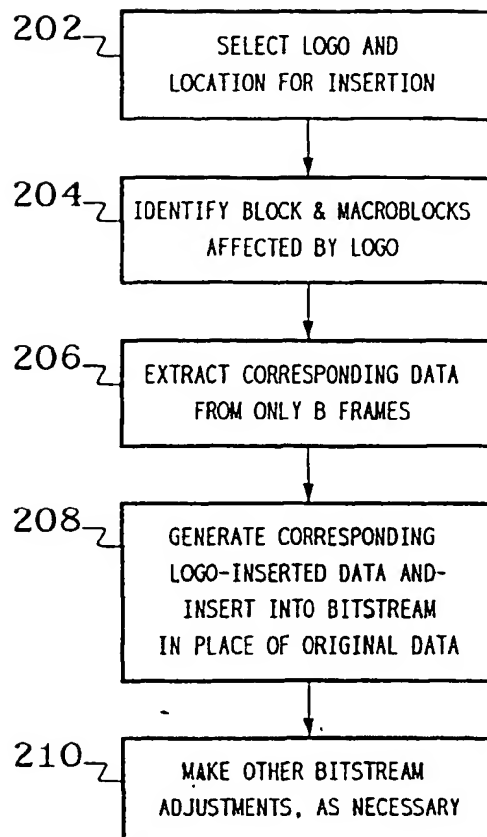 202
SELECT LOGO AND
LOCATION FOR INSERTION
204
IDENTIFY BLOCK & MACROBLOCKS
AFFECTED BY LOGO
206
EXTRACT CORRESPONDING DATA
FROM ONLY B FRAMES
208
GENERATE CORRESPONDING
LOGO-INSERTED DATA AND-
INSERT INTO BITSTREAM
IN PLACE OF ORIGINAL DATA
210
MAKE OTHER BITSTREAM
ADJUSTMENTS, AS NECESSARY